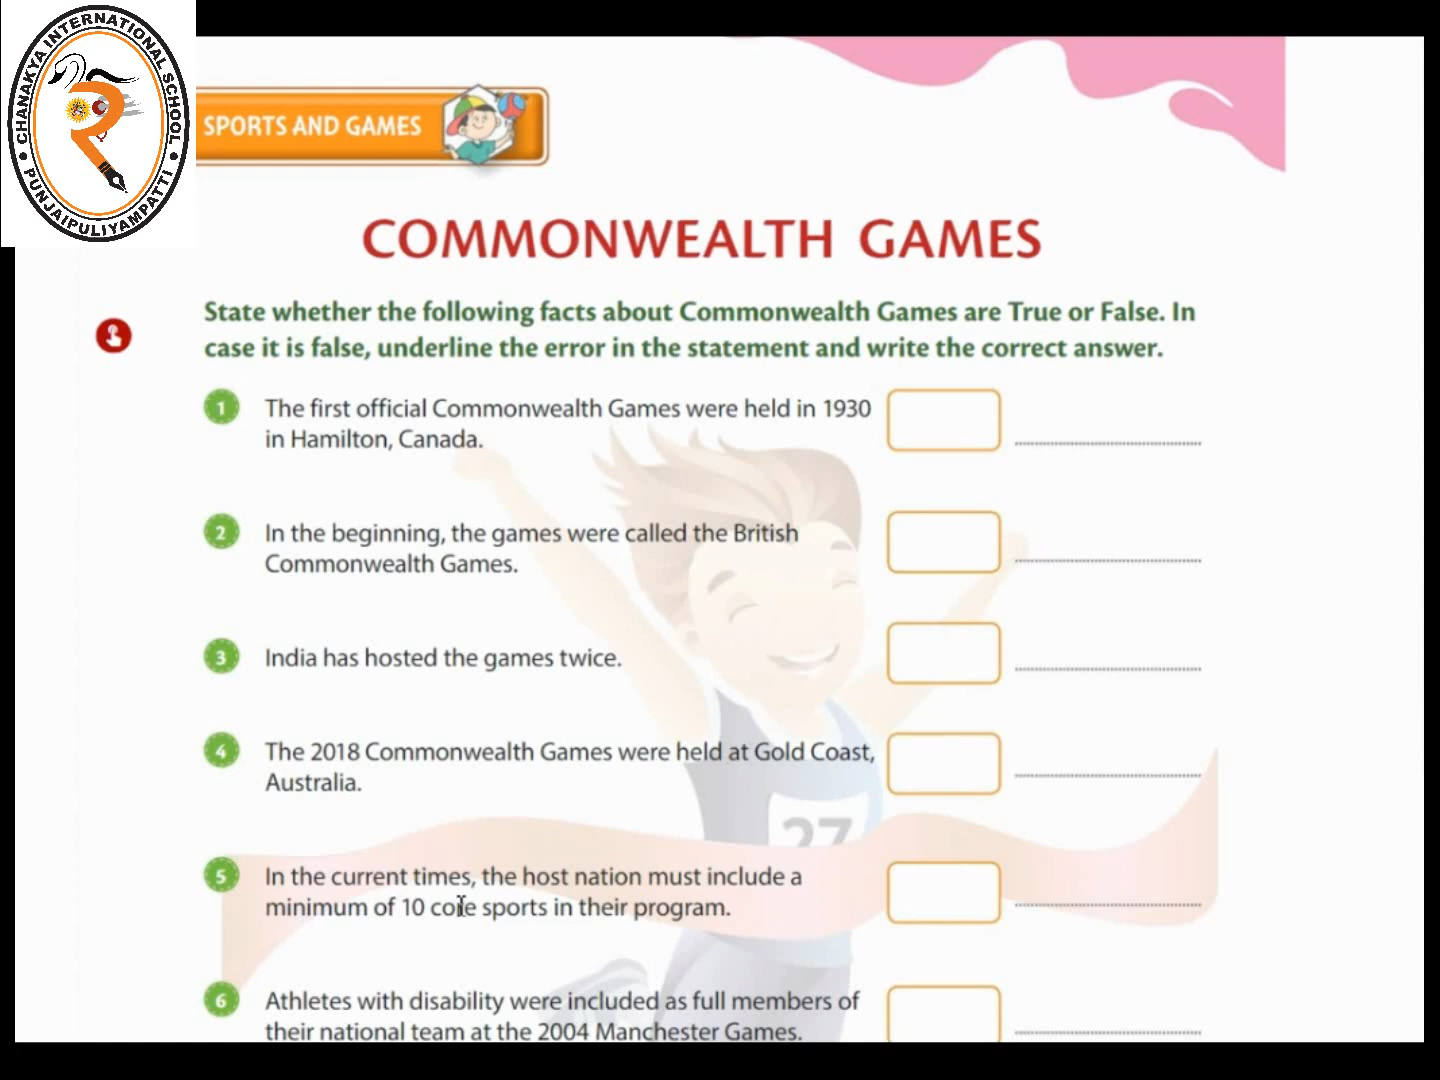 CHANAKYA INTERNATIONAL SCHOOL
PUNJAIPULIYAMPATTI
SPORTS AND GAMES
COMMONWEALTH GAMES
State whether the following facts about Commonwealth Games are True or False. In
case it is false, underline the error in the statement and write the correct answer.
1 The first official Commonwealth Games were held in 1930
in Hamilton, Canada.
2 In the beginning, the games were called the British
Commonwealth Games.
3 India has hosted the games twice.
4 The 2018 Commonwealth Games were held at Gold Coast,
Australia.
27
5 In the current times, the host nation must include a
minimum of 10 core sports in their program.
6 Athletes with disability were included as full members of
their national team at the 2004 Manchester Games.